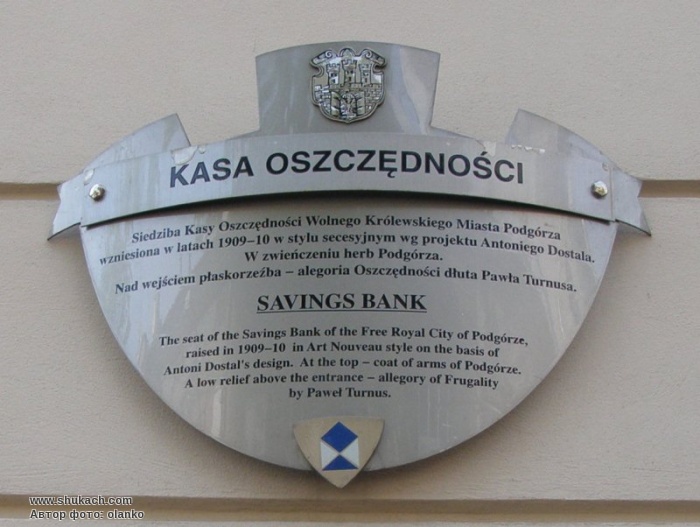 KASA OSZCZĘDNOŚCI
Siedziba Kasy Oszczędności Wolnego Królewskiego Miasta Podgórza
wzniesiona w latach 1909–10 w stylu secesyjnym wg projektu Antoniego Dostala.
W zwieńczeniu herb Podgórza.
Nad wejściem płaskorzeźba – alegoria Oszczędności dłuta Pawła Turnusa.
SAVINGS BANK
The seat of the Savings Bank of the Free Royal City of Podgórze,
raised in 1909–10 in Art Nouveau style on the basis of
Antoni Dostal's design. At the top – coat of arms of Podgórze.
A low relief above the entrance – allegory of Frugality
by Paweł Turnus.
www.shukach.com
Автор фото: olanko